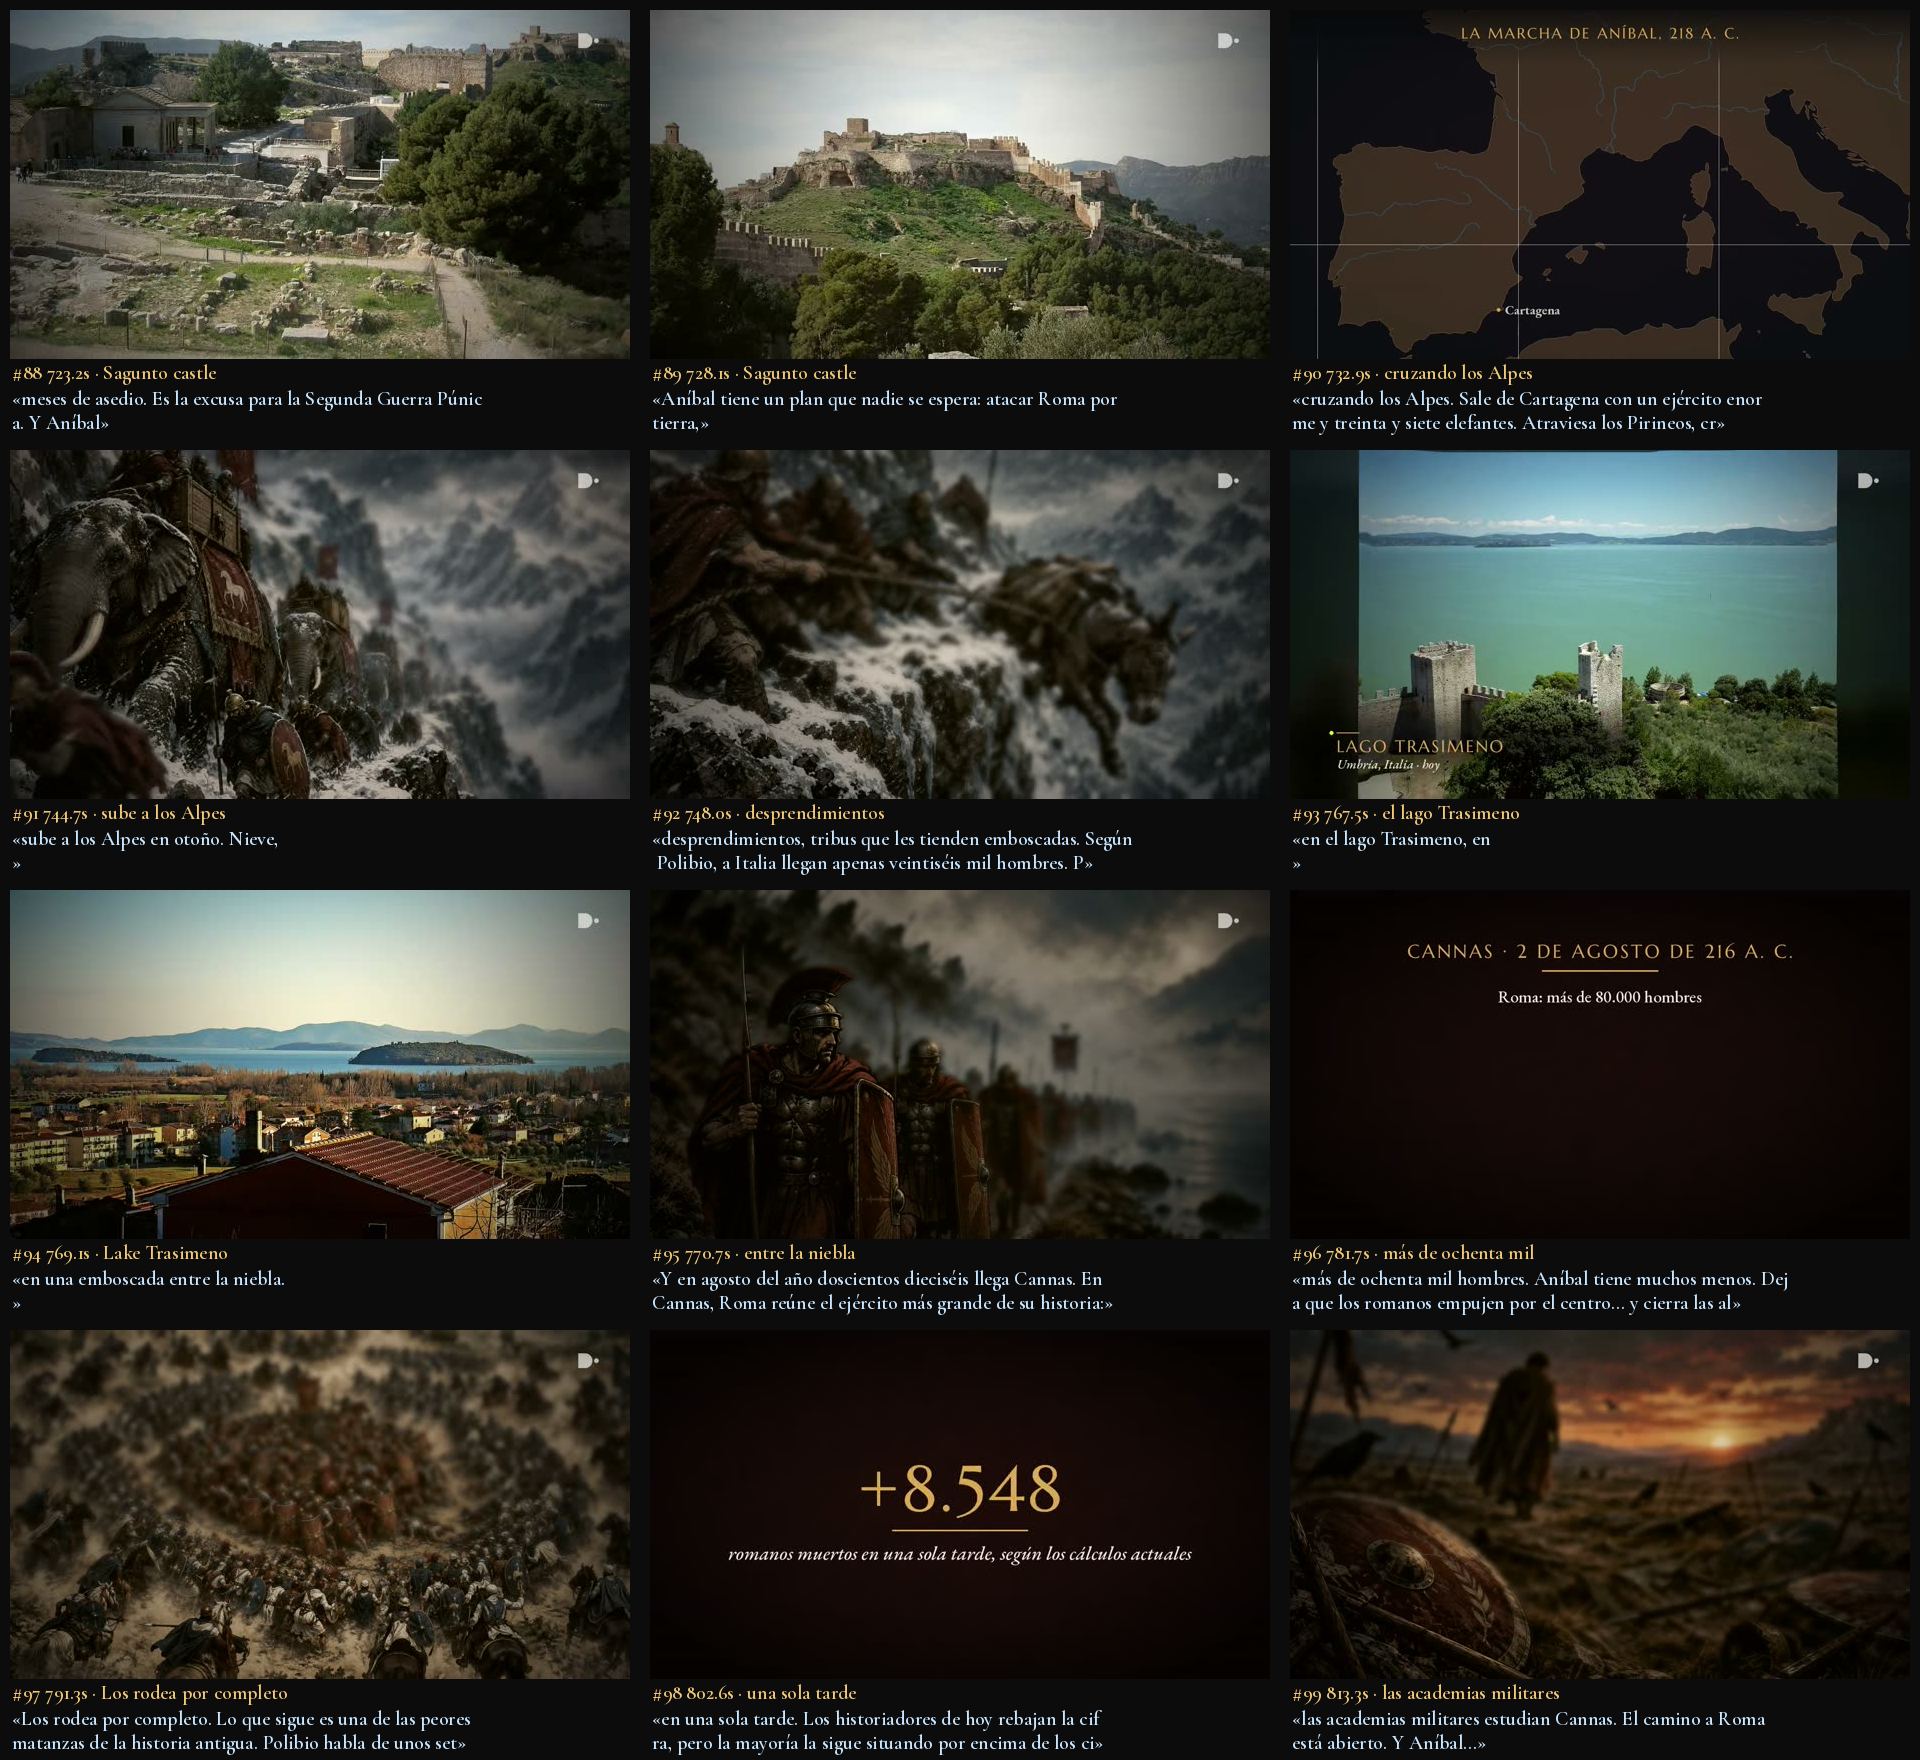 LA MARCHA DE ANÍBAL, 218 A. C.
Cartagena
#88 723.2s · Sagunto castle
«meses de asedio. Es la excusa para la Segunda Guerra Púnic
a. Y Aníbal»
#89 728.1s · Sagunto castle
«Aníbal tiene un plan que nadie se espera: atacar Roma por
tierra,»
#90 732.9s · cruzando los Alpes
«cruzando los Alpes. Sale de Cartagena con un ejército enor
me y treinta y siete elefantes. Atraviesa los Pirineos, cr»
LAGO TRASIMENO
Umbría, Italia · hoy
#91 744.7s · sube a los Alpes
«sube a los Alpes en otoño. Nieve,
»
#92 748.0s · desprendimientos
«desprendimientos, tribus que les tienden emboscadas. Según
Polibio, a Italia llegan apenas veintiséis mil hombres. P»
#93 767.5s · el lago Trasimeno
«en el lago Trasimeno, en
»
CANNAS · 2 DE AGOSTO DE 216 A. C.
Roma: más de 80.000 hombres
#94 769.1s · Lake Trasimeno
«en una emboscada entre la niebla.
»
#95 770.7s · entre la niebla
«Y en agosto del año doscientos dieciséis llega Cannas. En
Cannas, Roma reúne el ejército más grande de su historia:»
#96 781.7s · más de ochenta mil
«más de ochenta mil hombres. Aníbal tiene muchos menos. Dej
a que los romanos empujen por el centro... y cierra las al»
+8.548
romanos muertos en una sola tarde, según los cálculos actuales
#97 791.3s · Los rodea por completo
«Los rodea por completo. Lo que sigue es una de las peores
matanzas de la historia antigua. Polibio habla de unos set»
#98 802.6s · una sola tarde
«en una sola tarde. Los historiadores de hoy rebajan la cif
ra, pero la mayoría la sigue situando por encima de los ci»
#99 813.3s · las academias militares
«las academias militares estudian Cannas. El camino a Roma
está abierto. Y Aníbal...»